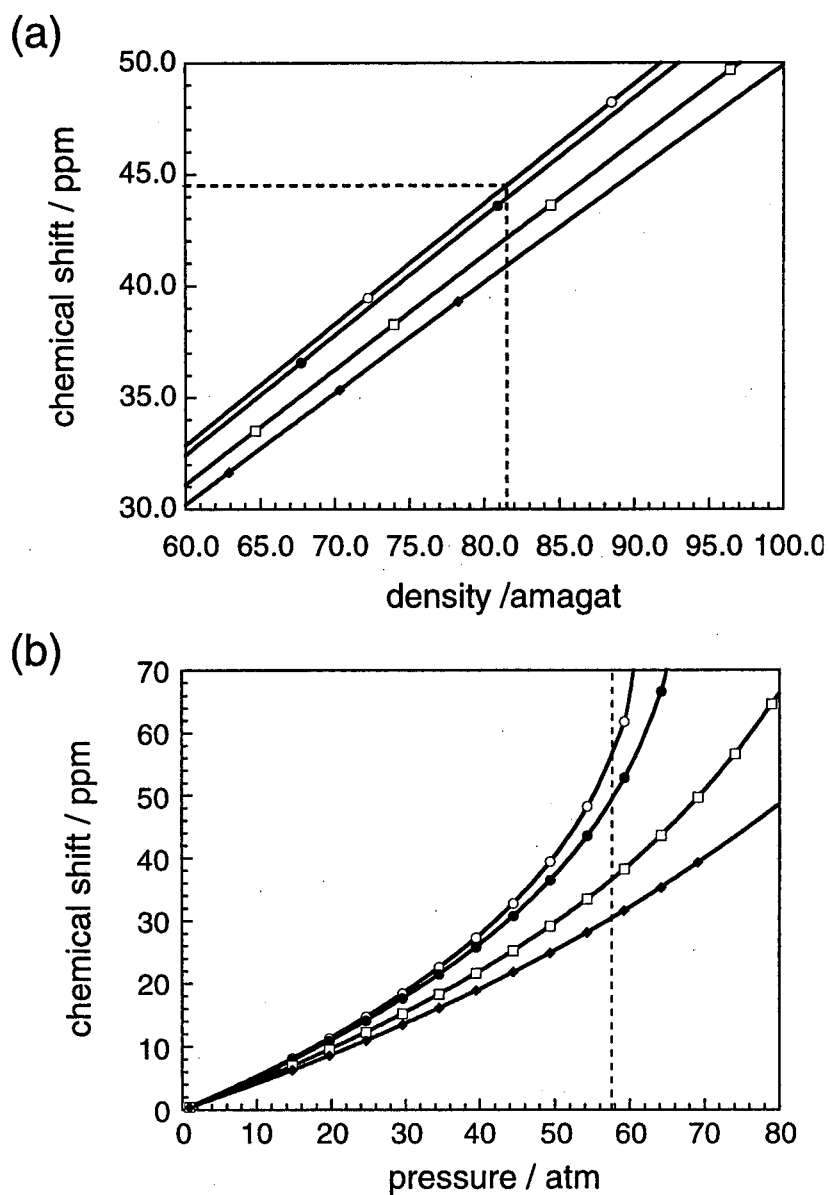 (a)
50.0
45.0
40.0
35.0
30.0
chemical shift / ppm
60.0 65.0 70.0 75.0 80.0 85.0 90.0 95.0 100.0
density /amagat
(b)
70
60
50
40
30
20
10
0
chemical shift / ppm
0 10 20 30 40 50 60 70 80
pressure / atm